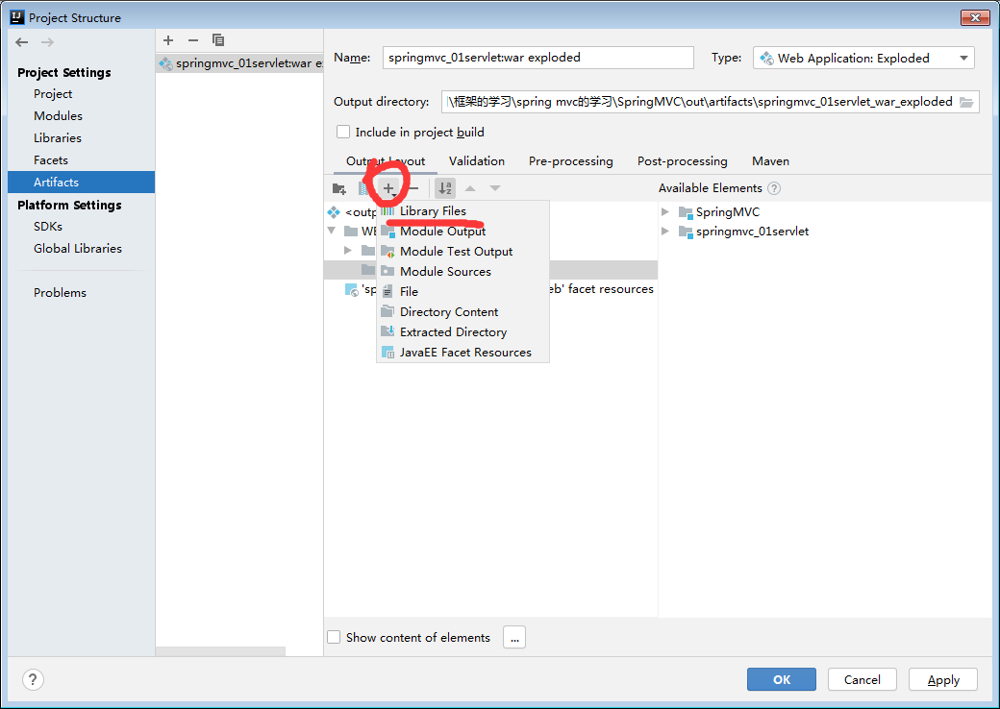 Project Structure
Project Settings
Project
Modules
Libraries
Facets
Artifacts
Platform Settings
SDKs
Global Libraries
Problems
springmvc_01servlet:war e
Name: springmvc_01servlet:war exploded
Type: Web Application: Exploded
Output directory: \框架的学习\spring mvc的学习\SpringMVC\out\artifacts\springmvc_01servlet_war_exploded
Include in project build
Output Layout Validation Pre-processing Post-processing Maven
Available Elements ?
<outp
WE
'sp
eb' facet resources
Library Files
Module Output
Module Test Output
Module Sources
File
Directory Content
Extracted Directory
JavaEE Facet Resources
SpringMVC
springmvc_01servlet
Show content of elements ...
? OK Cancel Apply